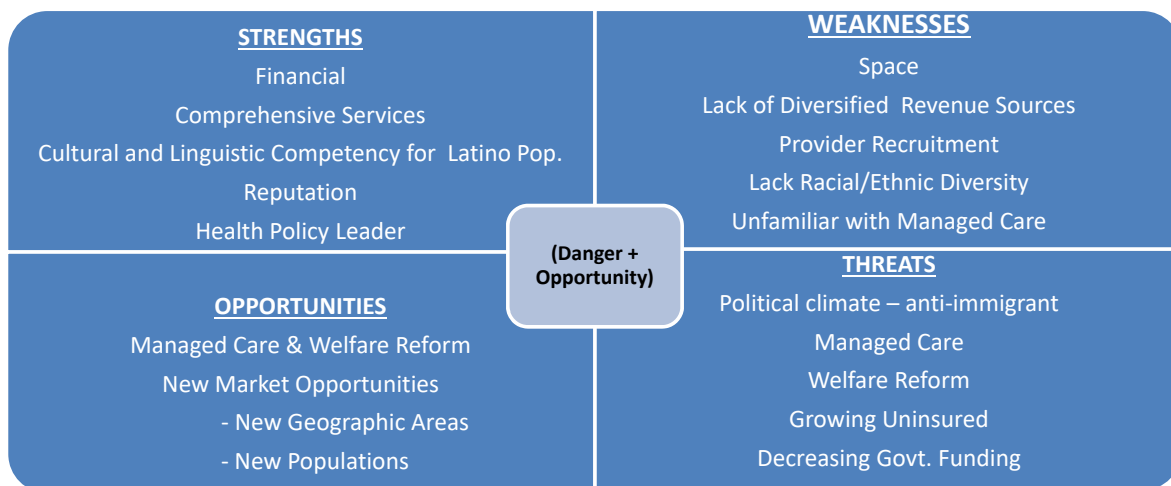 STRENGTHS
Financial
Comprehensive Services
Cultural and Linguistic Competency for Latino Pop.
Reputation
Health Policy Leader
WEAKNESSES
Space
Lack of Diversified Revenue Sources
Provider Recruitment
Lack Racial/Ethnic Diversity
Unfamiliar with Managed Care
(Danger +
Opportunity)
OPPORTUNITIES
Managed Care & Welfare Reform
New Market Opportunities
- New Geographic Areas
- New Populations
THREATS
Political climate – anti-immigrant
Managed Care
Welfare Reform
Growing Uninsured
Decreasing Govt. Funding